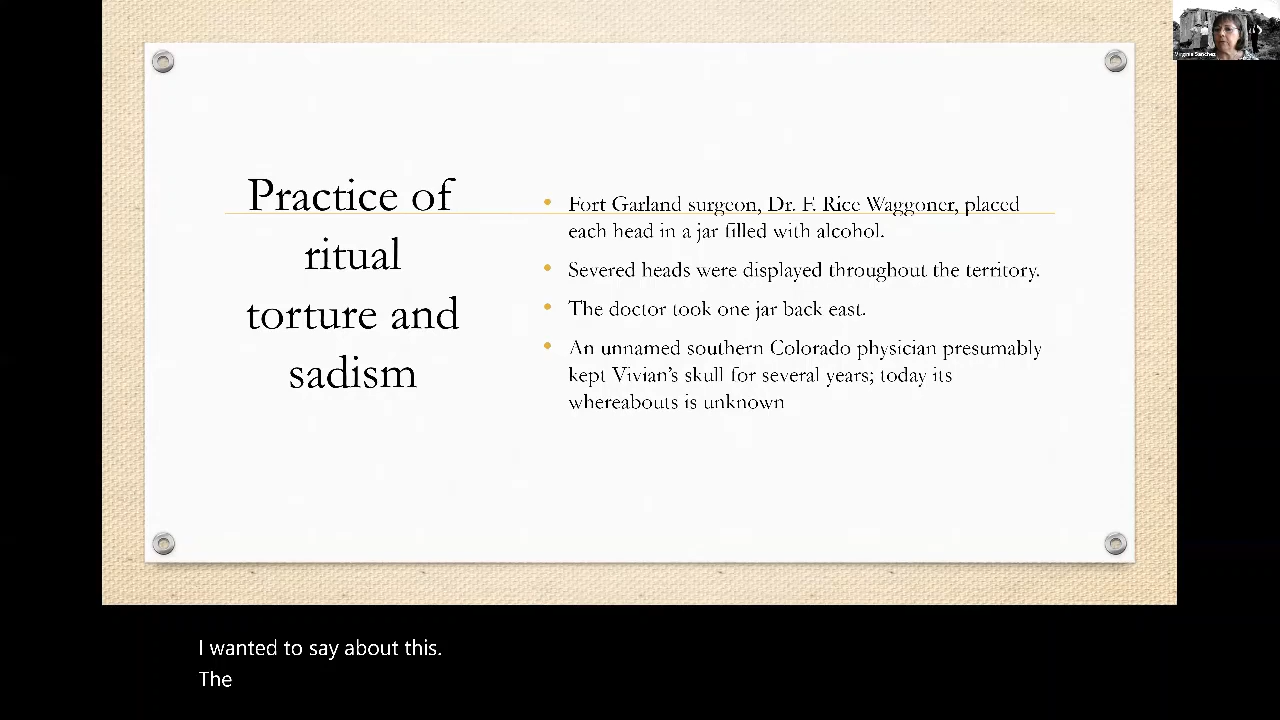 Virginia Sanchez
Practice of
ritual
torture and
sadism
• Fort Garland surgeon, Dr. F. Rice Waggoner, placed
each head in a jar filled with alcohol.
• Severed heads were displayed throughout the territory.
• The doctor took one jar back east.
• An unnamed southern Colorado physician presumably
kept Vivian’s skull for several years; today its
whereabouts is unknown
I wanted to say about this.
The